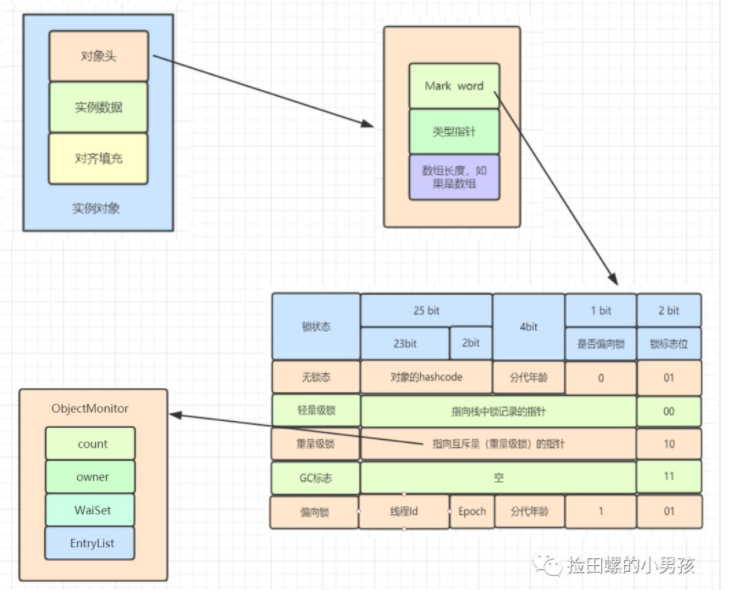 对象头
实例数据
对齐填充
实例对象
Mark word
类型指针
数组长度，如
果是数组
锁状态
25 bit
4bit
1 bit
2 bit
23bit
2bit
是否偏向锁
锁标志位
无锁态
对象的hashcode
分代年龄
0
01
轻量级锁
指向栈中锁记录的指针
00
重量级锁
指向互斥量（重量级锁）的指针
10
GC标志
空
11
偏向锁
线程Id
Epoch
分代年龄
1
01
ObjectMonitor
count
owner
WaiSet
EntryList
捡田螺的小男孩